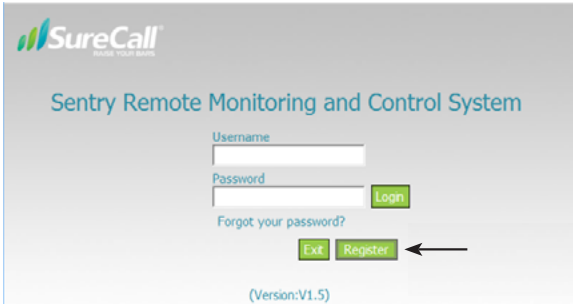 SureCall
RAISE YOUR BARS.
Sentry Remote Monitoring and Control System
Username
Password
Login
Forgot your password?
Exit Register
(Version:V1.5)